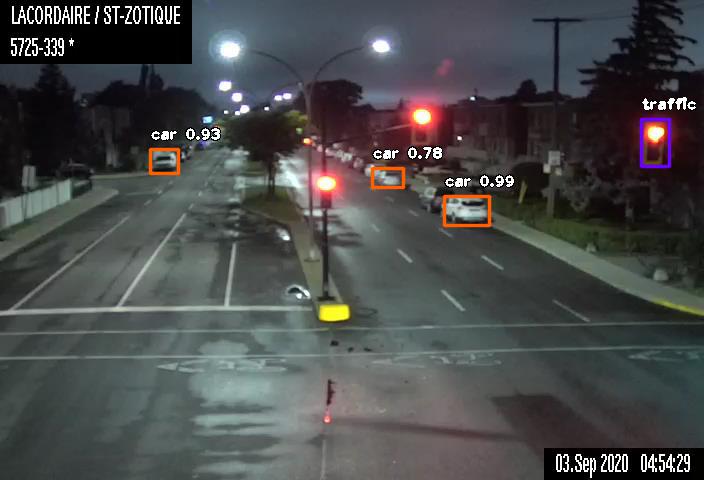 LACORDAIRE / ST-ZOTIQUE
5725-339 *
traffic
car 0.93
car 0.78
car 0.99
03.Sep 2020 04:54:29